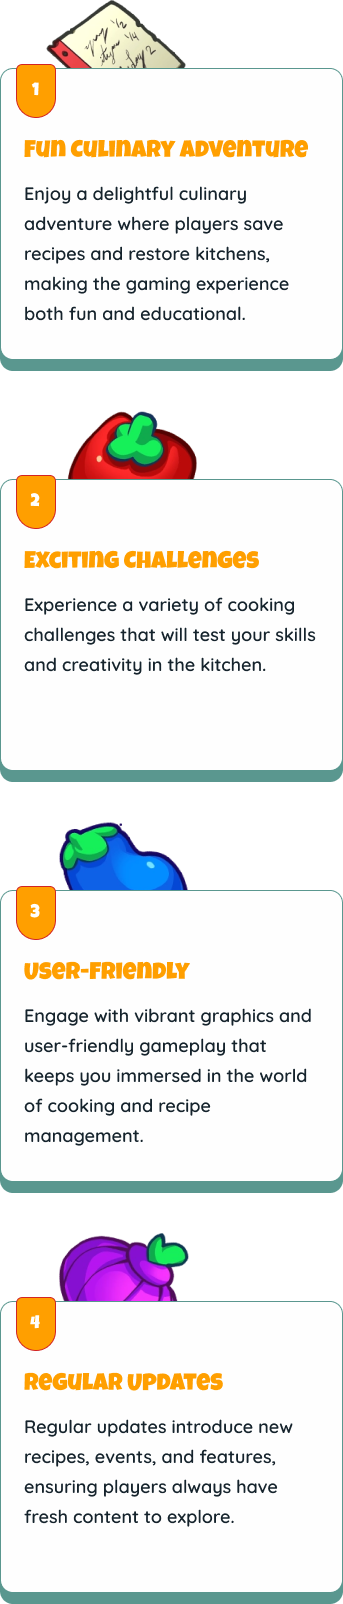 1
Fun Culinary Adventure
Enjoy a delightful culinary
adventure where players save
recipes and restore kitchens,
making the gaming experience
both fun and educational.
2
Exciting Challenges
Experience a variety of cooking
challenges that will test your skills
and creativity in the kitchen.
3
User-Friendly
Engage with vibrant graphics and
user-friendly gameplay that
keeps you immersed in the world
of cooking and recipe
management.
4
Regular Updates
Regular updates introduce new
recipes, events, and features,
ensuring players always have
fresh content to explore.